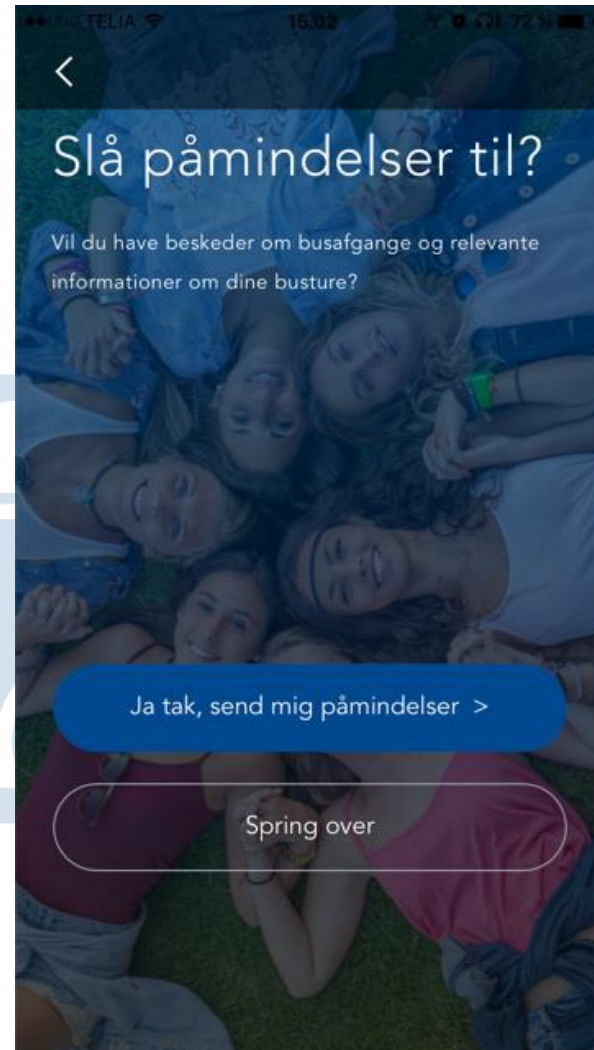 TELIA 15.02 72 %
Slå påmindelser til?
Vil du have beskeder om busafgange og relevante
informationer om dine busture?
Ja tak, send mig påmindelser >
Spring over